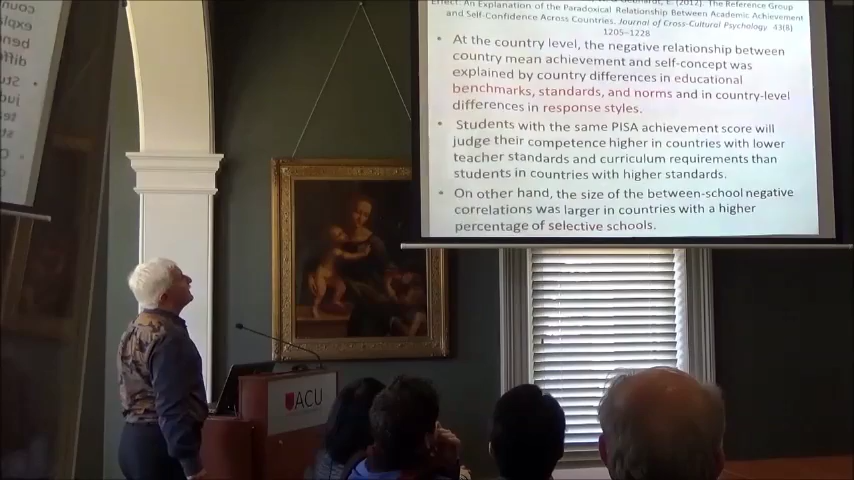 Effect: An Explanation of the Paradoxical Relationship Between Academic Achievement
and Self-Confidence Across Countries. Journal of Cross-Cultural Psychology 43(8)
1205–1228
• At the country level, the negative relationship between
country mean achievement and self-concept was
explained by country differences in educational
benchmarks, standards, and norms and in country-level
differences in response styles.
• Students with the same PISA achievement score will
judge their competence higher in countries with lower
teacher standards and curriculum requirements than
students in countries with higher standards.
• On other hand, the size of the between-school negative
correlations was larger in countries with a higher
percentage of selective schools.
ACU